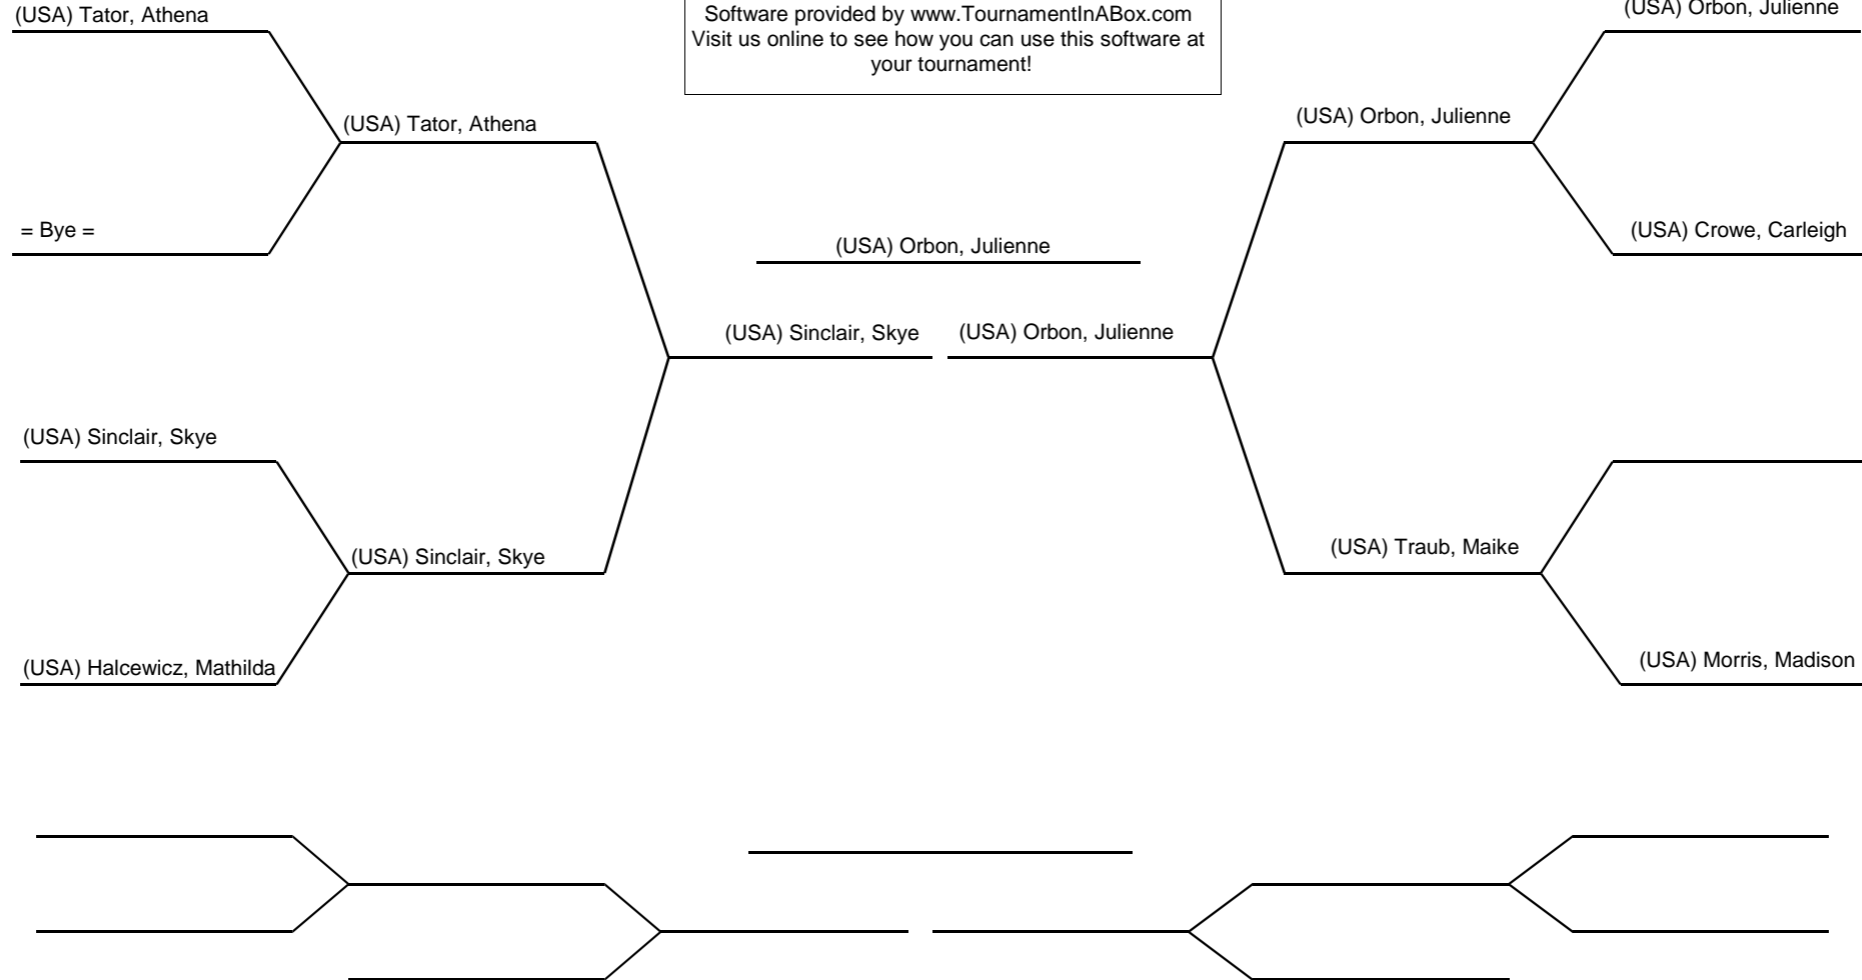 (USA) Tator, Athena
Software provided by www.TournamentInABox.com
Visit us online to see how you can use this software at
your tournament!
(USA) Orbon, Julienne
(USA) Tator, Athena
(USA) Orbon, Julienne
= Bye =
(USA) Orbon, Julienne
(USA) Crowe, Carleigh
(USA) Sinclair, Skye
(USA) Orbon, Julienne
(USA) Sinclair, Skye
(USA) Sinclair, Skye
(USA) Traub, Maike
(USA) Halcewicz, Mathilda
(USA) Morris, Madison